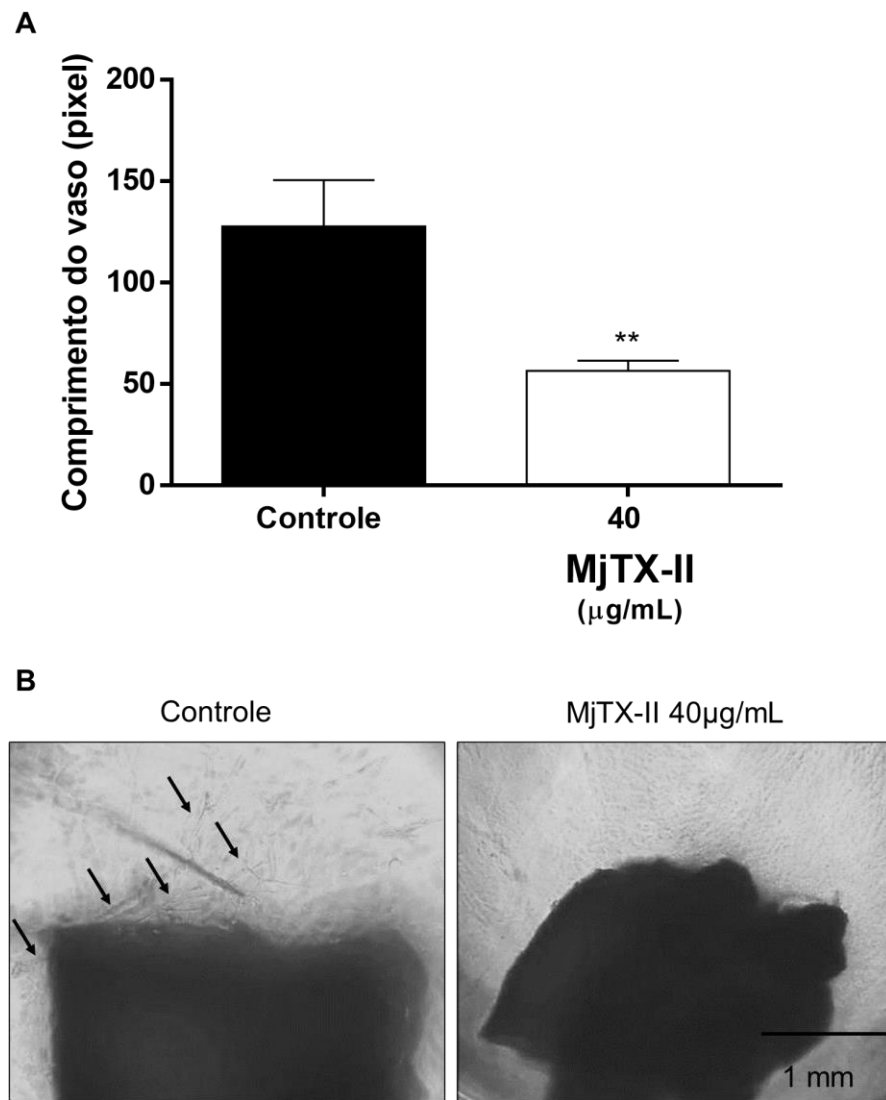 A
Comprimento do vaso (pixel)
200
150
100
50
0
**
Controle
40
MjTX-II
(μg/mL)
B
Controle
MjTX-II 40µg/mL
1 mm